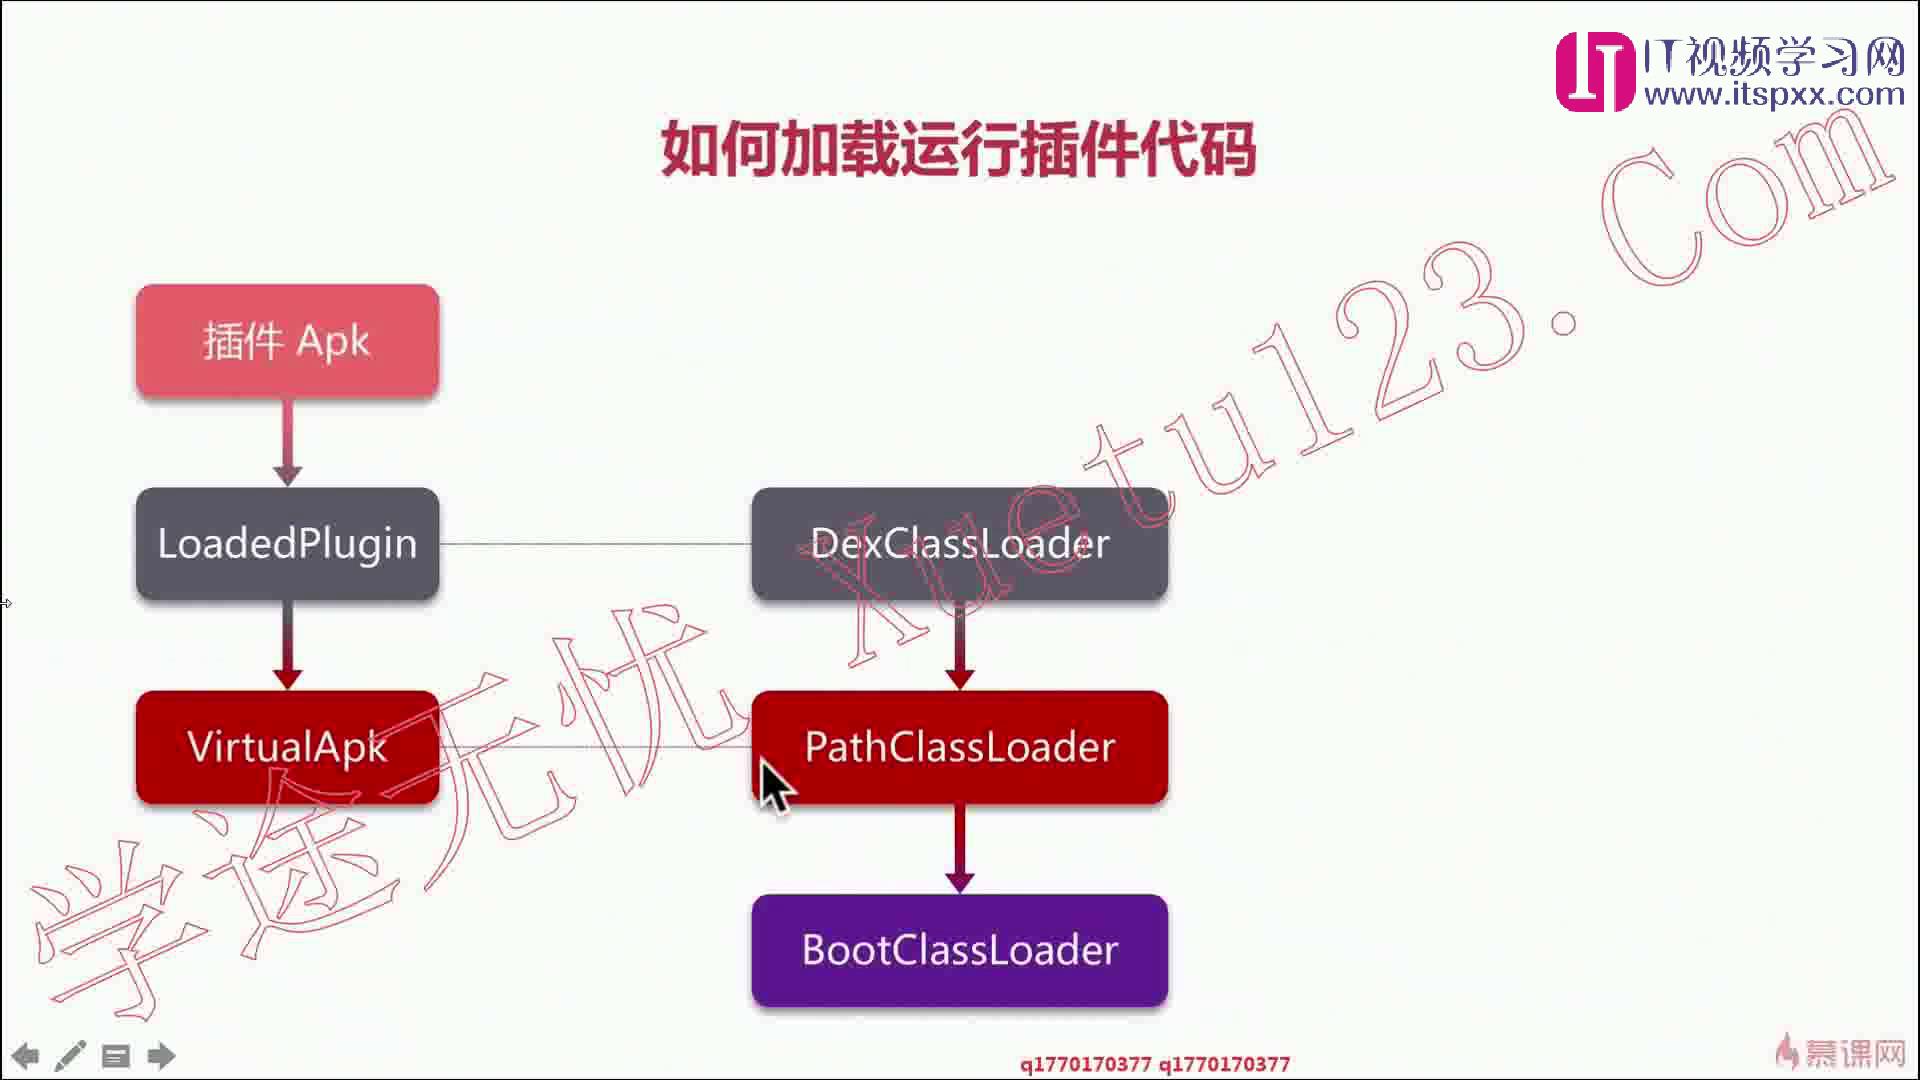 IT视频学习网
www.itspxx.com
如何加载运行插件代码
插件 Apk
LoadedPlugin
DexClassLoader
VirtualApk
PathClassLoader
BootClassLoader
学途无忧 Xuetu123.Com
q1770170377 q1770170377
慕课网